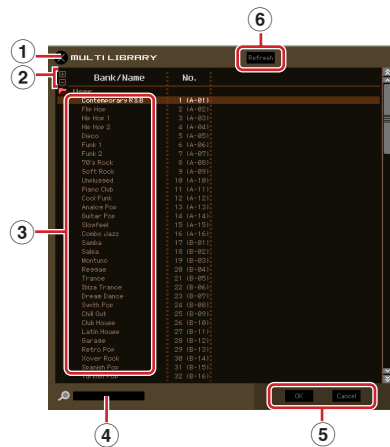 6
1
MULTI LIBRARY
Refresh
2
Bank/Name No.
User
Contemporary R&B 1 (A-01)
Flip Hop 2 (A-02)
Hip Hop 1 3 (A-03)
Hip Hop 2 4 (A-04)
Disco 5 (A-05)
Funk 1 6 (A-06)
Funk 2 7 (A-07)
70's Rock 8 (A-08)
Soft Rock 9 (A-09)
Unplugged 10 (A-10)
Piano Club 11 (A-11)
Cool Funk 12 (A-12)
Analog Pop 13 (A-13)
Guitar Pop 14 (A-14)
3
Slowfeel 15 (A-15)
Combo Jazz 16 (A-16)
Samba 17 (B-01)
Salsa 18 (B-02)
Montuno 19 (B-03)
Reggae 20 (B-04)
Trance 21 (B-05)
Ibiza Trance 22 (B-06)
Dream Dance 23 (B-07)
Synth Pop 24 (B-08)
Chill Out 25 (B-09)
Club House 26 (B-10)
Latin House 27 (B-11)
Garage 28 (B-12)
Retro Pop 29 (B-13)
Xover Rock 30 (B-14)
Spanish Pop 31 (B-15)
Turkish Pop 32 (B-16)
OK Cancel
4
5